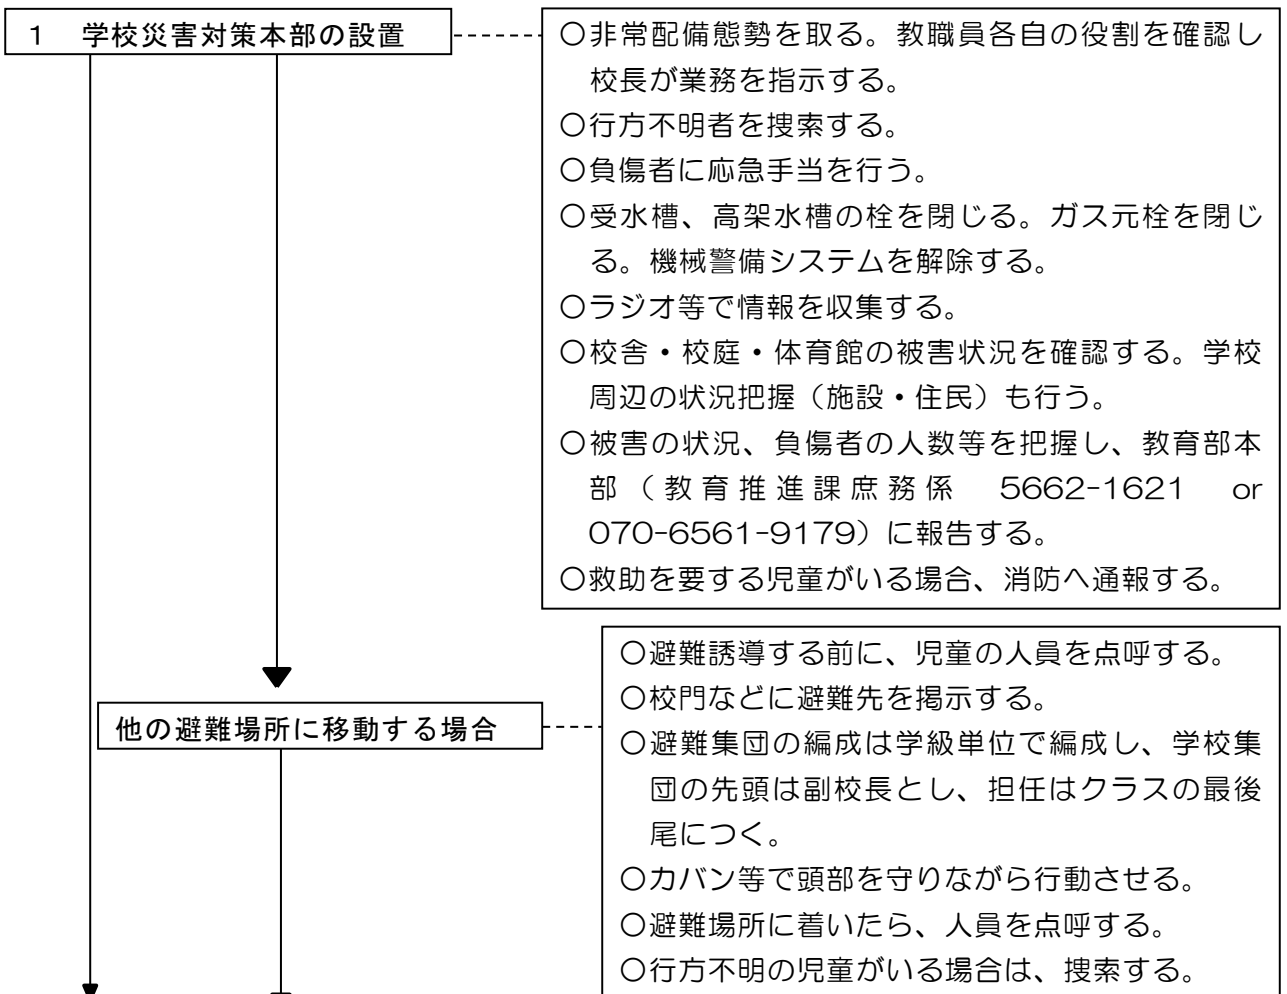 １　学校災害対策本部の設置
〇非常配備態勢を取る。教職員各自の役割を確認し
校長が業務を指示する。
〇行方不明者を捜索する。
〇負傷者に応急手当を行う。
〇受水槽、高架水槽の栓を閉じる。ガス元栓を閉じ
る。機械警備システムを解除する。
〇ラジオ等で情報を収集する。
〇校舎・校庭・体育館の被害状況を確認する。学校
周辺の状況把握（施設・住民）も行う。
〇被害の状況、負傷者の人数等を把握し、教育部本
部（教育推進課庶務係　5662-1621　or
070-6561-9179）に報告する。
〇救助を要する児童がいる場合、消防へ通報する。
他の避難場所に移動する場合
〇避難誘導する前に、児童の人員を点呼する。
〇校門などに避難先を掲示する。
〇避難集団の編成は学級単位で編成し、学校集
団の先頭は副校長とし、担任はクラスの最後
尾につく。
〇カバン等で頭部を守りながら行動させる。
〇避難場所に着いたら、人員を点呼する。
〇行方不明の児童がいる場合は、捜索する。